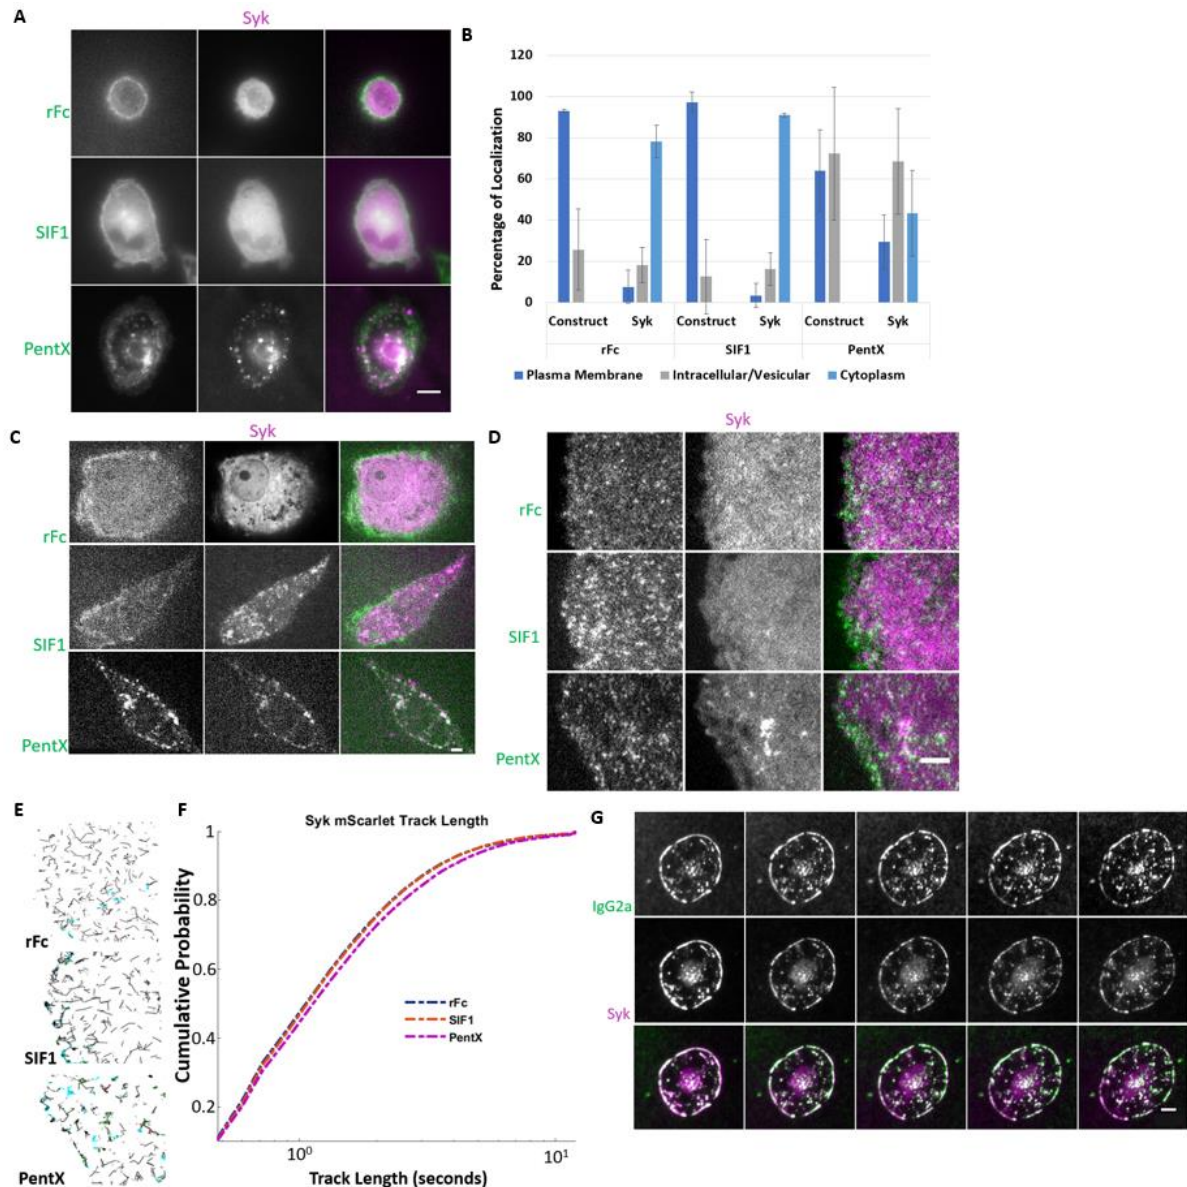 A
Syk
rFc
SIF1
PentX
B
120
100
80
60
40
20
0
Percentage of Localization
Construct Syk Construct Syk Construct Syk
rFc SIF1 PentX
Plasma Membrane Intracellular/Vesicular Cytoplasm
C
Syk
rFc
SIF1
PentX
D
Syk
rFc
SIF1
PentX
E
rFc
SIF1
PentX
F
Syk mScarlet Track Length
1
0.8
0.6
0.4
0.2
Cumulative Probability
rFc
SIF1
PentX
10⁰ 10¹
Track Length (seconds)
G
IgG2a
Syk